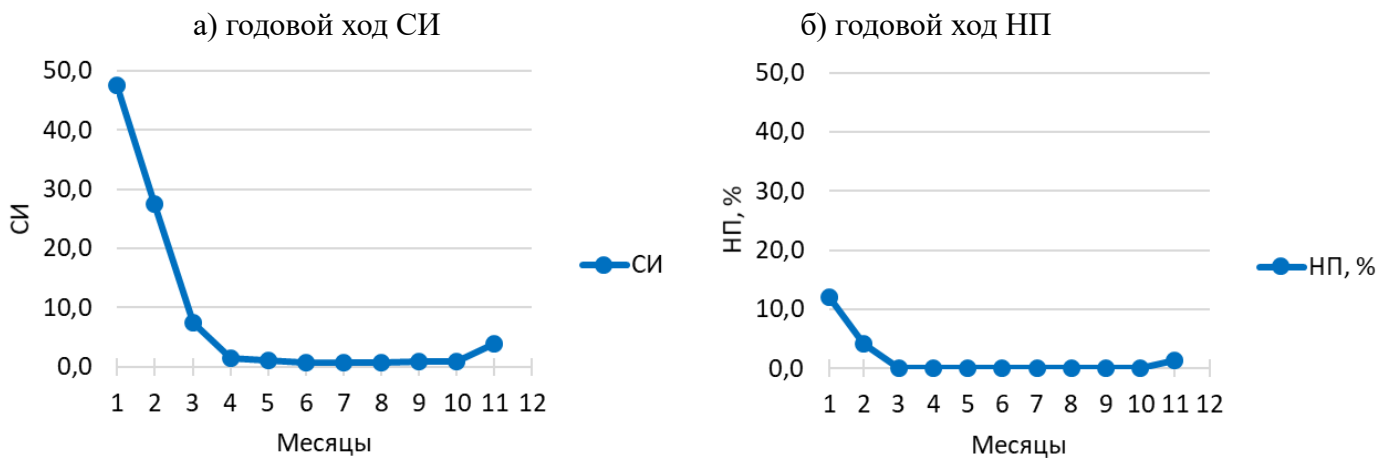 а) годовой ход СИ
50,0
40,0
30,0
20,0
10,0
0,0
СИ
1 2 3 4 5 6 7 8 9 10 11 12
Месяцы
СИ
б) годовой ход НП
50,0
40,0
30,0
20,0
10,0
0,0
НП, %
1 2 3 4 5 6 7 8 9 10 11 12
Месяцы
НП, %